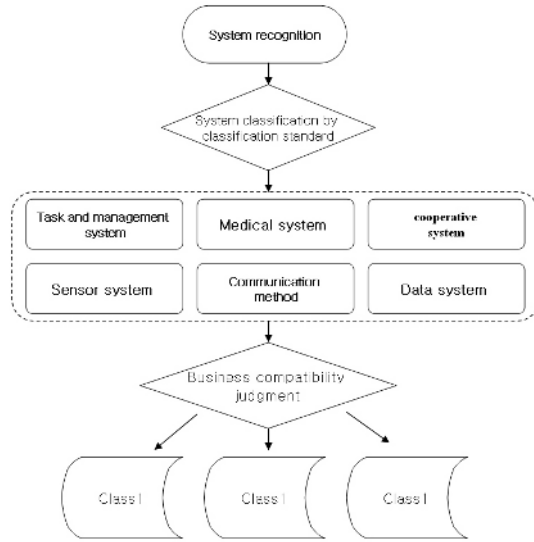 System recognition
System classification by
classification standard
Task and management
system
Medical system
cooperative
system
Sensor system
Communication
method
Data system
Business compatibility
judgment
Class I
Class I
Class I